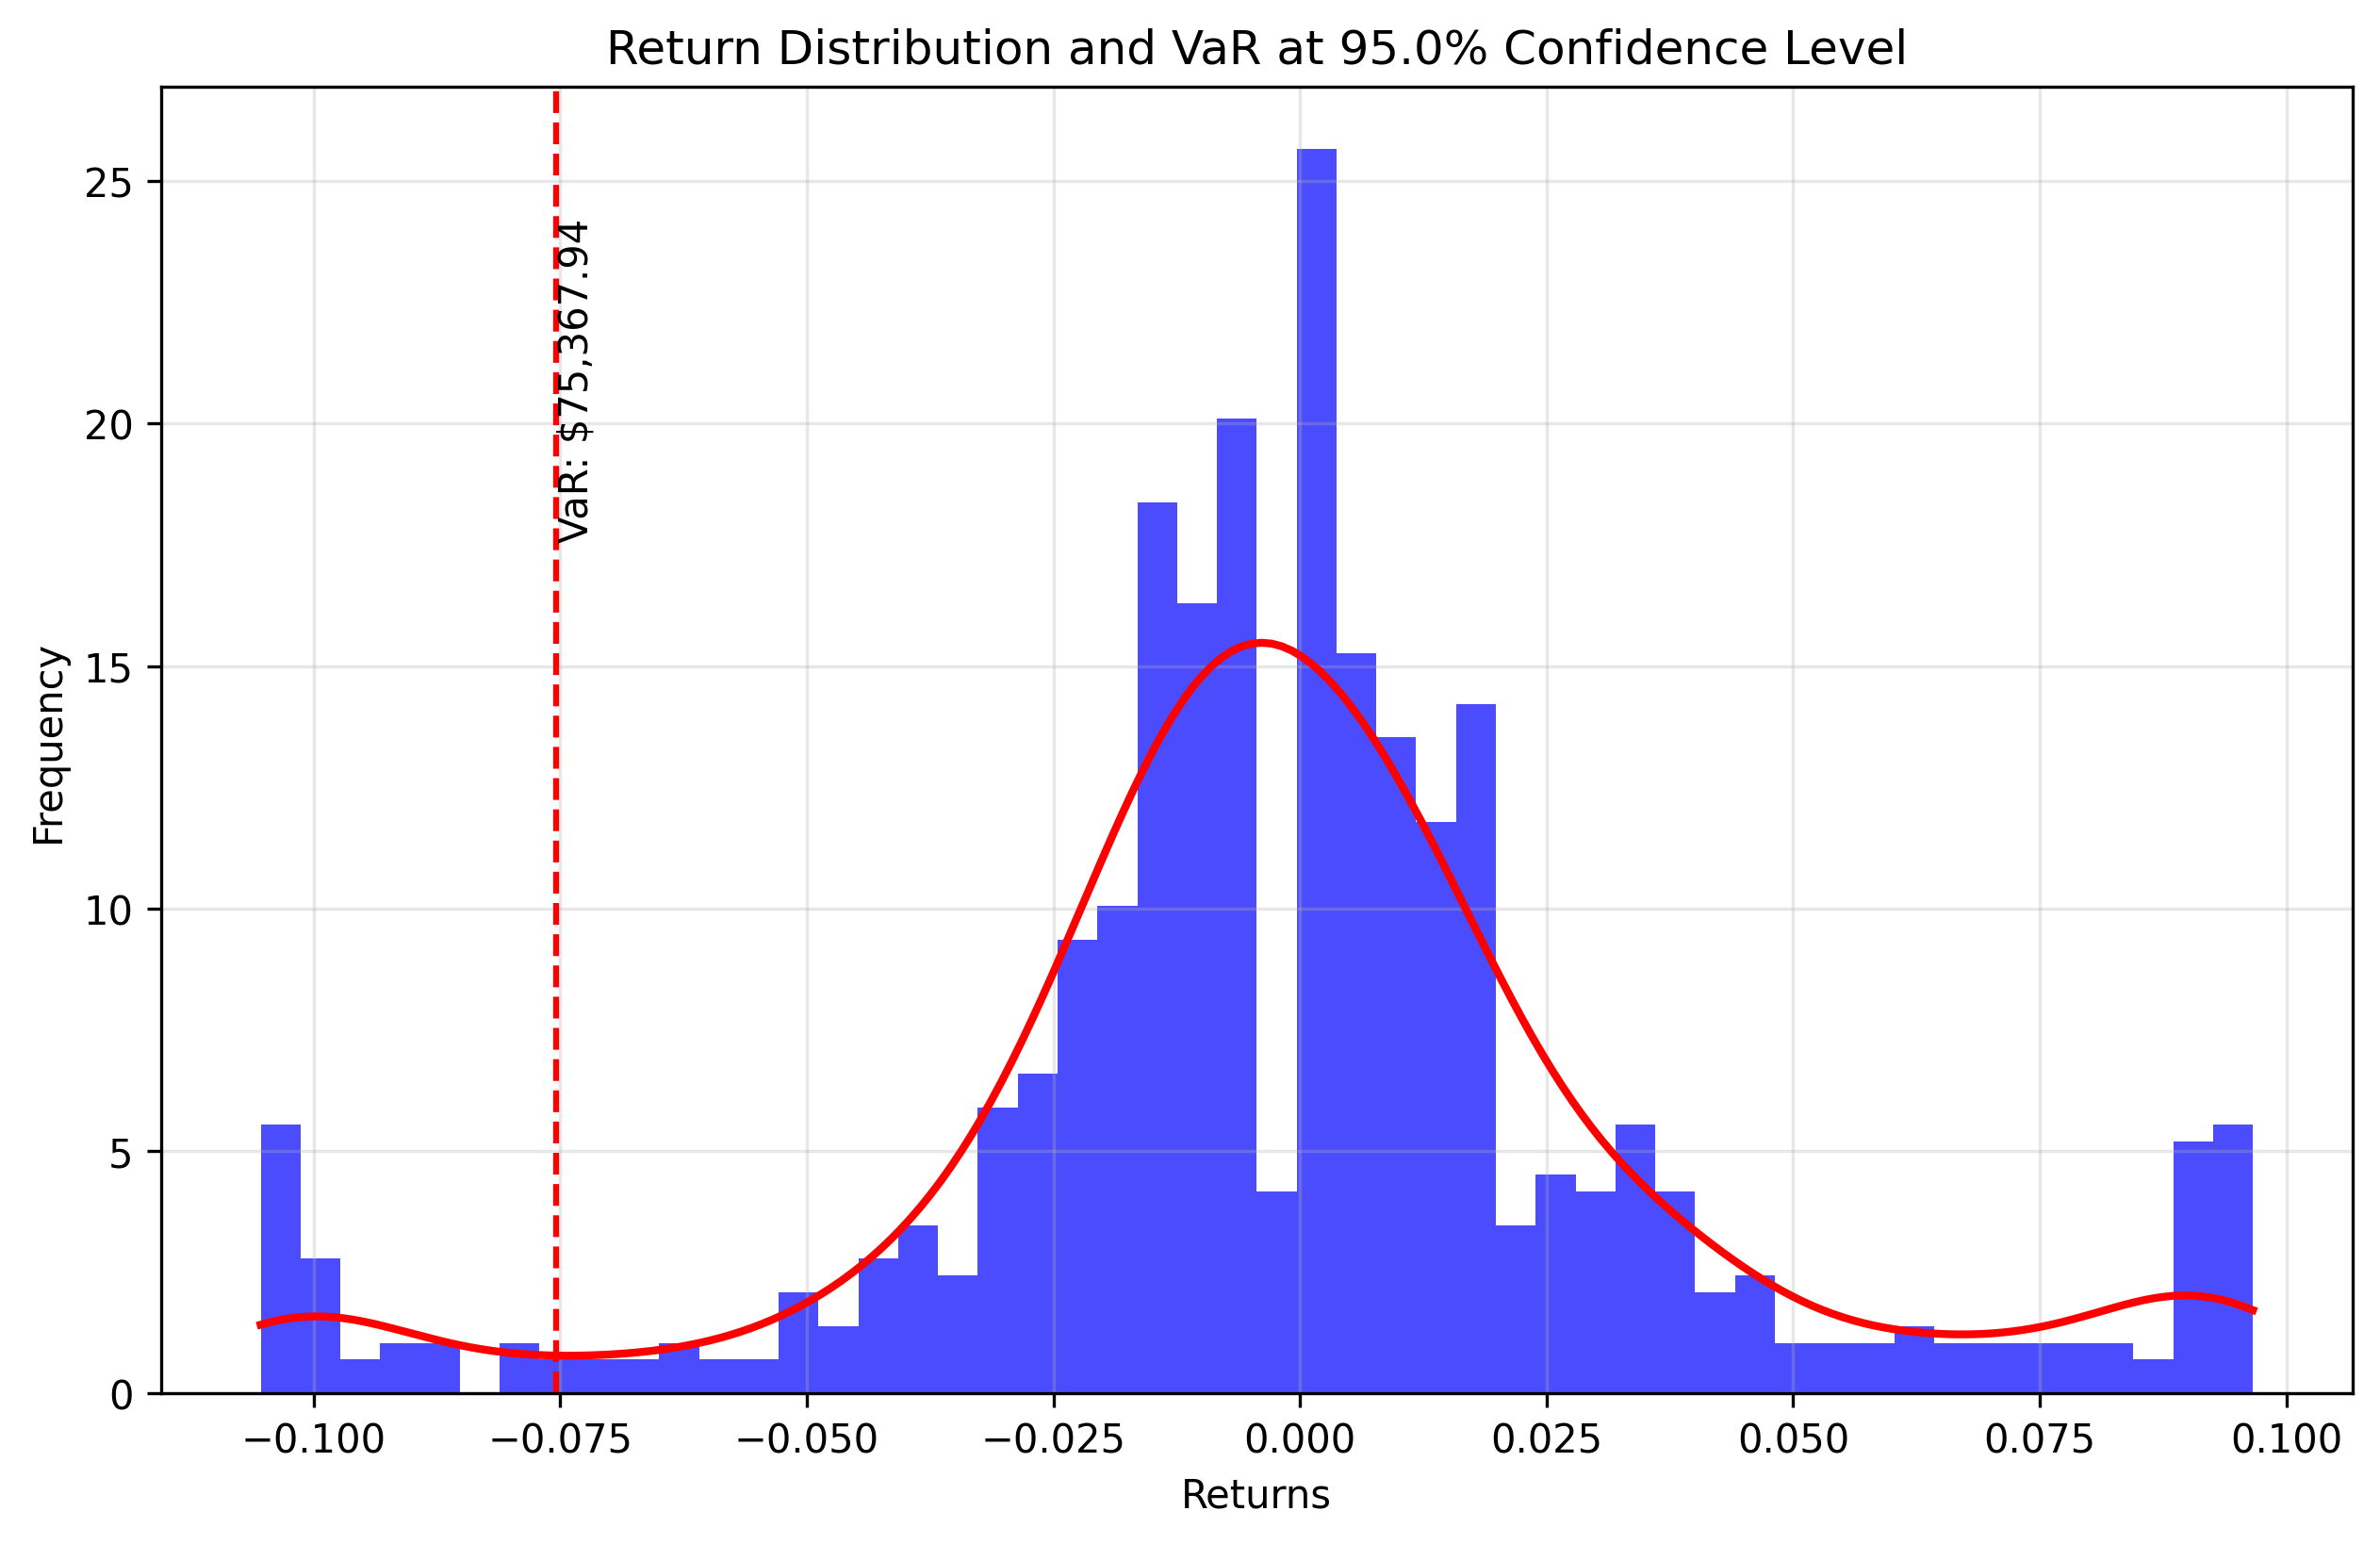 Return Distribution and VaR at 95.0% Confidence Level
Frequency
25
20
15
10
5
0
VaR: $75,367.94
−0.100 −0.075 −0.050 −0.025 0.000 0.025 0.050 0.075 0.100
Returns